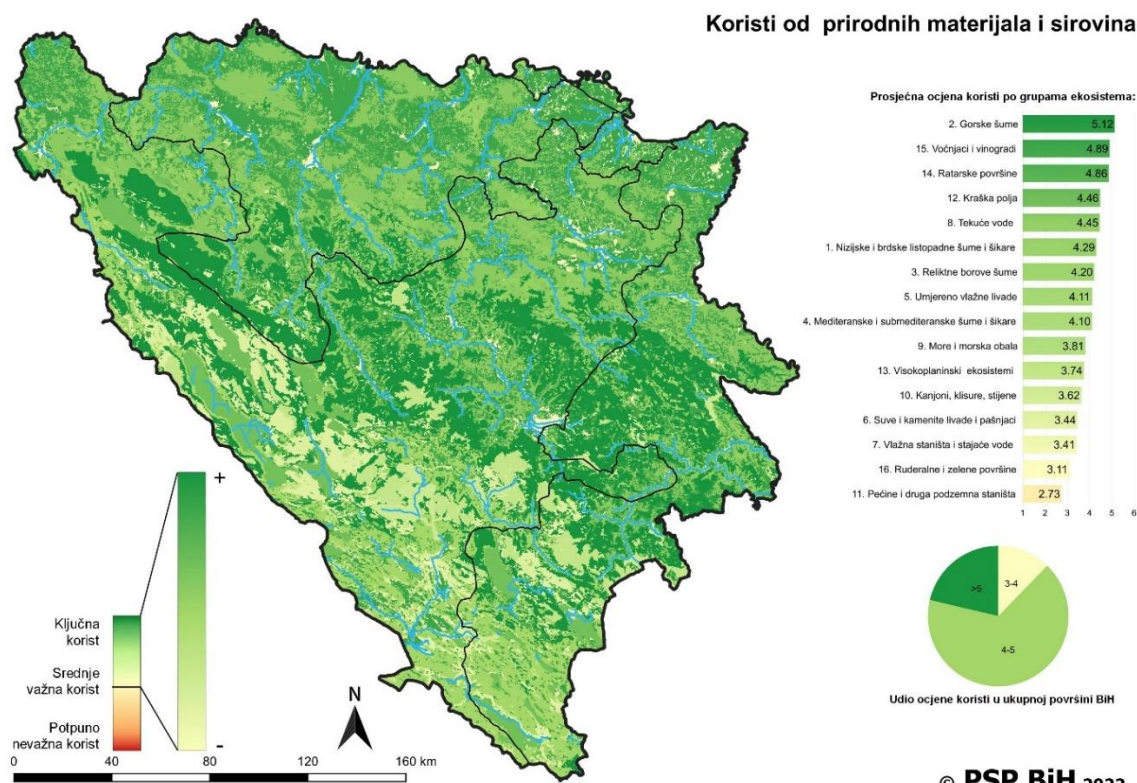 Koristi od prirodnih materijala i sirovina
Prosječna ocjena koristi po grupama ekosistema:
2. Gorske šume 5.12
15. Voćnjaci i vinogradi 4.89
14. Ratarske površine 4.86
12. Kraška polja 4.46
8. Tekuće vode 4.45
1. Nizijske i brdske listopadne šume i šikare 4.29
3. Reliktne borove šume 4.20
5. Umjereno vlažne livade 4.11
4. Mediteranske i submediteranske šume i šikare 4.10
9. More i morska obala 3.81
13. Visokoplaninski ekosistemi 3.74
10. Kanjoni, klisure, stijene 3.62
6. Suve i kamenite livade i pašnjaci 3.44
7. Vlažna staništa i stajaće vode 3.41
16. Ruderalne i zelene površine 3.11
11. Pećine i druga podzemna staništa 2.73
1 2 3 4 5 6
>5
3-4
4-5
Udio ocjene koristi u ukupnoj površini BiH
+
Ključna
korist
Srednje
važna korist
Potpuno
nevažna korist
-
N
0 40 80 120 160 km
© PSP BiH 2022